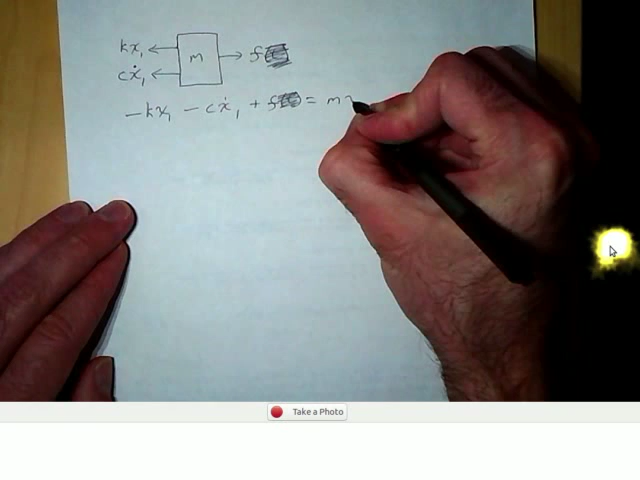 kx₁
m
f
cẋ₁
-kx₁ - cẋ₁ + f = m
Take a Photo